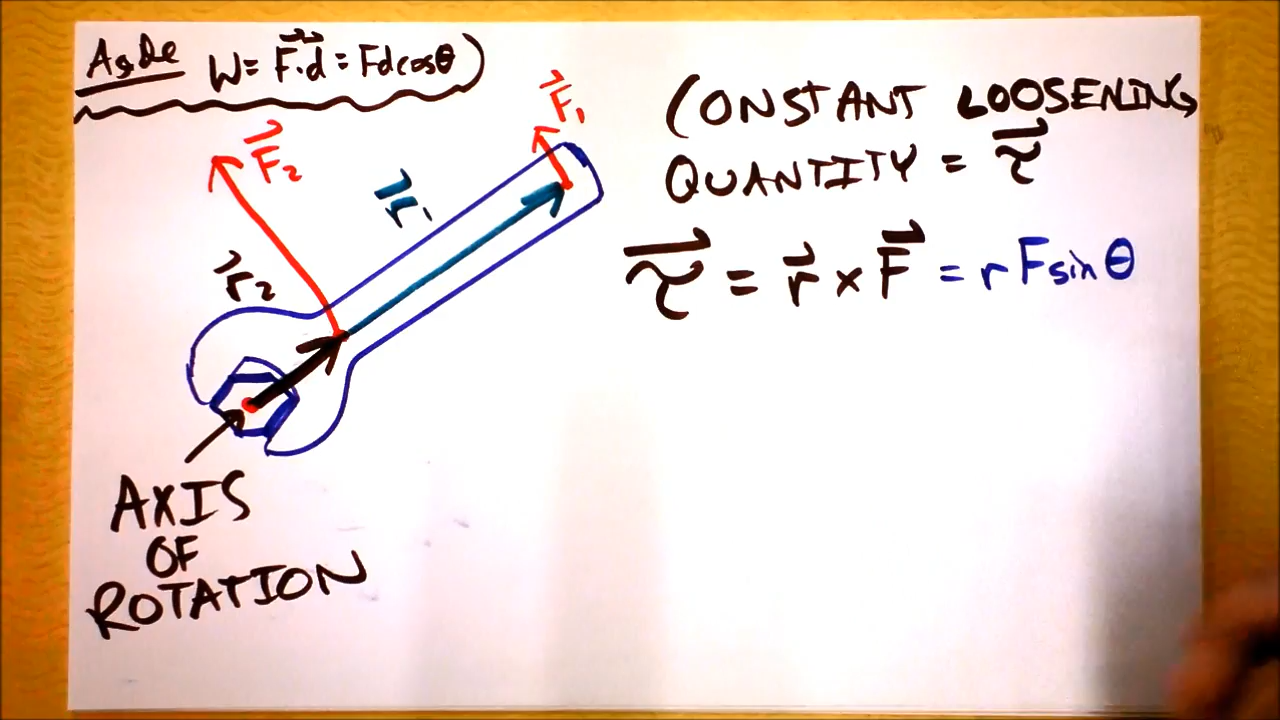 Aside W = F⃗·d⃗ = Fdcosθ)
F⃗₁
F⃗₂
r⃗₁
r⃗₂
CONSTANT LOOSENING
QUANTITY = τ⃗
τ⃗ = r⃗ × F⃗ = rFsinθ
AXIS
OF
ROTATION